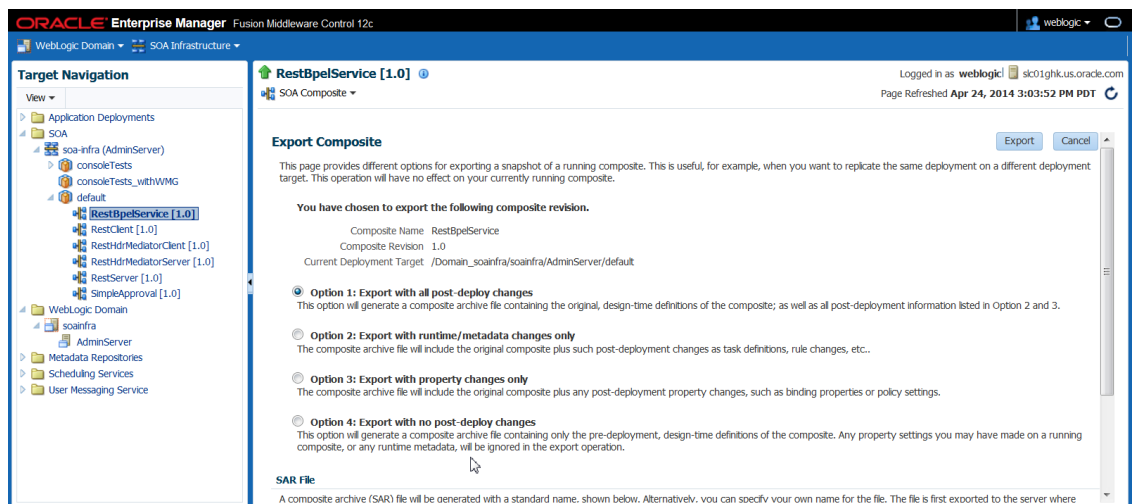 ORACLE Enterprise Manager Fusion Middleware Control 12c
weblogic
WebLogic Domain SOA Infrastructure
Target Navigation
View
Application Deployments
SOA
soa-infra (AdminServer)
consoleTests
consoleTests_withWMG
default
RestBpelService [1.0]
RestClient [1.0]
RestHdrMediatorClient [1.0]
RestHdrMediatorServer [1.0]
RestServer [1.0]
SimpleApproval [1.0]
WebLogic Domain
soainfra
AdminServer
Metadata Repositories
Scheduling Services
User Messaging Service
RestBpelService [1.0]
SOA Composite
Logged in as weblogic slc01ghk.us.oracle.com
Page Refreshed Apr 24, 2014 3:03:52 PM PDT
Export Composite
Export Cancel
This page provides different options for exporting a snapshot of a running composite. This is useful, for example, when you want to replicate the same deployment on a different deployment
target. This operation will have no effect on your currently running composite.
You have chosen to export the following composite revision.
Composite Name RestBpelService
Composite Revision 1.0
Current Deployment Target /Domain_soainfra/soainfra/AdminServer/default
Option 1: Export with all post-deploy changes
This option will generate a composite archive file containing the original, design-time definitions of the composite; as well as all post-deployment information listed in Option 2 and 3.
Option 2: Export with runtime/metadata changes only
The composite archive file will include the original composite plus such post-deployment changes as task definitions, rule changes, etc..
Option 3: Export with property changes only
The composite archive file will include the original composite plus any post-deployment property changes, such as binding properties or policy settings.
Option 4: Export with no post-deploy changes
This option will generate a composite archive file containing only the pre-deployment, design-time definitions of the composite. Any property settings you may have made on a running
composite, or any runtime metadata, will be ignored in the export operation.
SAR File
A composite archive (SAR) file will be generated with a standard name, shown below. Alternatively, you can specify your own name for the file. The file is first exported to the server where